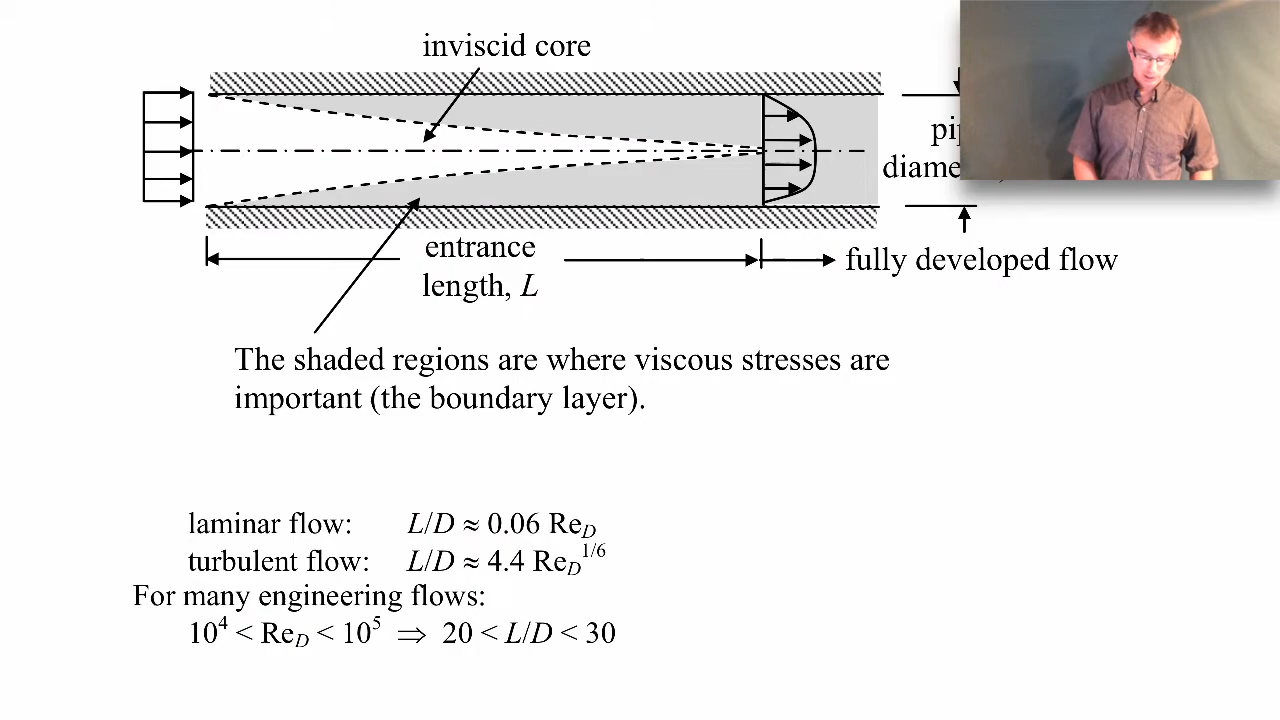 inviscid core
diame
entrance
length, L
fully developed flow
The shaded regions are where viscous stresses are
important (the boundary layer).
laminar flow: L/D ≈ 0.06 Re_D
turbulent flow: L/D ≈ 4.4 Re_D^1/6
For many engineering flows:
10^4 < Re_D < 10^5 ⇒ 20 < L/D < 30